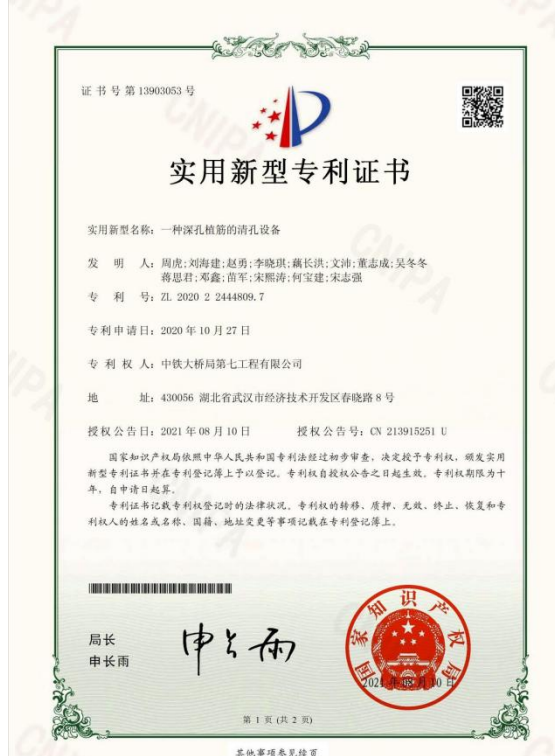 证书号第13903053号
实用新型专利证书
实用新型名称：一种深孔植筋的清孔设备
发明人：周虎;刘海建;赵勇;李晓琪;藕长洪;文沛;董志成;吴冬冬
蒋思君;邓鑫;苗军;宋熙涛;何宝建;宋志强
专利号：ZL 2020 2 2444809.7
专利申请日：2020年10月27日
专利权人：中铁大桥局第七工程有限公司
地址：430056 湖北省武汉市经济技术开发区春晓路8号
授权公告日：2021年08月10日 授权公告号：CN 213915251 U
国家知识产权局依照中华人民共和国专利法经过初步审查，决定授予专利权，颁发实用
新型专利证书并在专利登记簿上予以登记。专利权自授权公告之日起生效。专利权期限为十
年，自申请日起算。
专利证书记载专利权登记时的法律状况。专利权的转移、质押、无效、终止、恢复和专
利权人的姓名或名称、国籍、地址变更等事项记载在专利登记簿上。
局长
申长雨
申长雨
国家知识产权局
2021年08月10日
第 1 页 (共 2 页)
其他事项参见续页
CNIPA